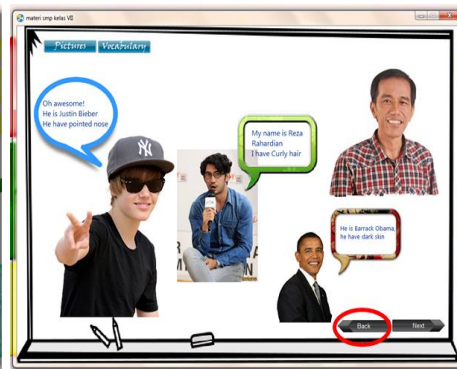 materi smp kelas VII
Pictures Vocabulary
Oh awesome!
He is Justin Bieber
He have pointed nose
My name is Reza
Rahardian
I have Curly hair
He is Barrack Obama,
he have dark skin
Back Next